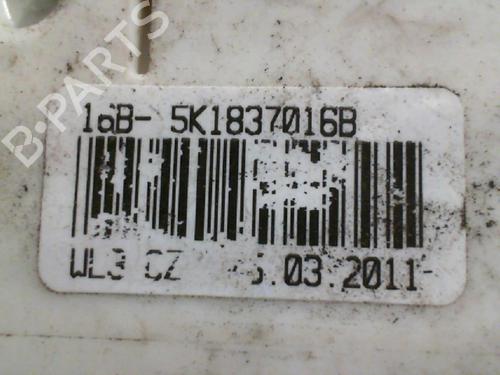 B-PARTS
1aB- 5K1837016B
WL3 CZ .03.2011-